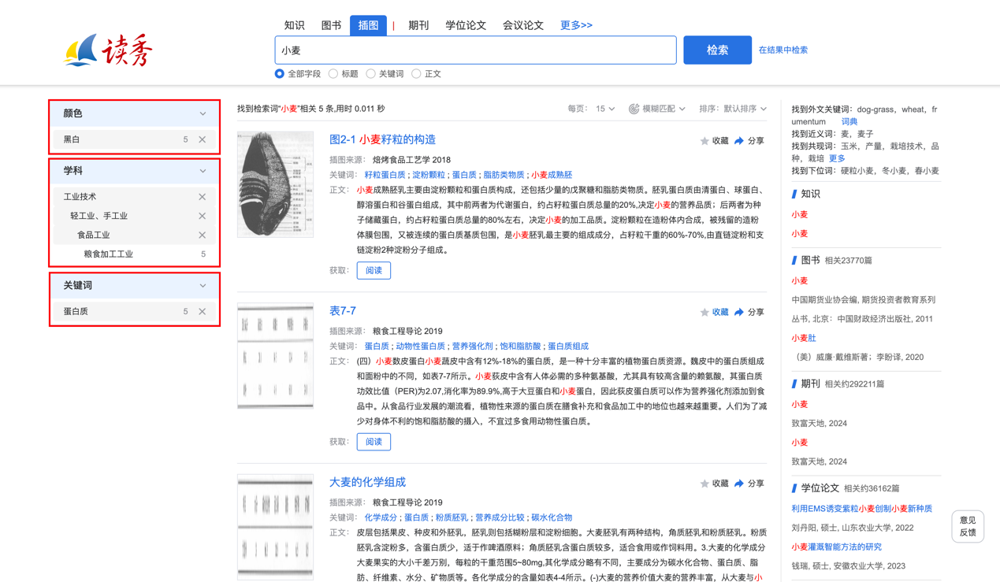 读秀
知识 图书 插图 | 期刊 学位论文 会议论文 更多>>
小麦
检索
在结果中检索
全部字段 标题 关键词 正文
颜色
黑白 5
学科
工业技术
轻工业、手工业
食品工业
粮食加工工业 5
关键词
蛋白质 5
找到检索词“小麦”相关 5 条,用时 0.011 秒
每页： 15 模糊匹配 排序： 默认排序
图2-1 小麦籽粒的构造
收藏 分享
插图来源： 焙烤食品工艺学 2018
关键词： 籽粒蛋白质 ; 淀粉颗粒 ; 蛋白质 ; 脂肪类物质 ; 小麦成熟胚
正文： 小麦成熟胚乳主要由淀粉颗粒和蛋白质构成，还包括少量的戊聚糖和脂肪类物质。胚乳蛋白质由清蛋白、球蛋白、
醇溶蛋白和谷蛋白组成，其中前两者为代谢蛋白，约占籽粒蛋白质总量的20%,决定小麦的营养品质；后两者为种
子储藏蛋白，约占籽粒蛋白质总量的80%左右，决定小麦的加工品质。淀粉颗粒在造粉体内合成，被残留的造粉
体膜包围，又被连续的蛋白质基质包围，是小麦胚乳最主要的组成成分，占籽粒干重的60%-70%,由直链淀粉和支
链淀粉2种淀粉分子组成。
获取： 阅读
表7-7
收藏 分享
插图来源： 粮食工程导论 2019
关键词： 蛋白质 ; 动物性蛋白质 ; 营养强化剂 ; 饱和脂肪酸 ; 蛋白质组成
正文： (四）小麦数皮蛋白小麦蔬皮中含有12%-18%的蛋白质，是一种十分丰富的植物蛋白质资源。魏皮中的蛋白质组成
和面粉中的不同，如表7-7所示。小麦荻皮中含有人体必需的多种氨基酸，尤其具有较高含量的赖氨酸，其蛋白质
功效比值（PER)为2.07,消化率为89.9%,高于大豆蛋白和小麦蛋白，因此荻皮蛋白质可以作为营养强化剂添加到食
品中。从食品行业发展的潮流看，植物性来源的蛋白质在膳食补充和食品加工中的地位也越来越重要。人们为了减
少对身体不利的饱和脂肪酸的摄入，不宜过多食用动物性蛋白质。
获取： 阅读
大麦的化学组成
收藏 分享
插图来源： 粮食工程导论 2019
关键词： 化学成分 ; 蛋白质 ; 粉质胚乳 ; 营养成分比较 ; 碳水化合物
正文： 皮层包括果皮、种皮和外胚乳，胚乳则包括糊粉层和淀粉细胞。大麦胚乳有两种结构，角质胚乳和粉质胚乳。粉质
胚乳含淀粉多，含蛋白质少，适于作啤酒原料；角质胚乳含蛋白质较多，适合食用或作饲料用。3.大麦的化学成分
大麦果实的大小千差万别，每粒的干重范围5~80mg,其化学成分略有不同，主要成分为碳水化合物、蛋白质、脂
肪、纤维素、水分、矿物质等。各化学成分的含量如表4-4所示。(-)大麦的营养价值大麦的营养丰富，从大麦与小
找到外文关键词：dog-grass，wheat，fr
umentum 词典
找到近义词：麦，麦子
找到共现词：玉米，产量，栽培技术，品
种，栽培 更多
找到下位词：硬粒小麦，冬小麦，春小麦
知识
小麦
小麦
图书 相关23770篇
小麦
中国期货业协会编, 期货投资者教育系列
丛书, 北京：中国财政经济出版社, 2011
小麦肚
（美）威廉·戴维斯著；李盼译, 2020
期刊 相关约292211篇
小麦
致富天地, 2024
小麦
致富天地, 2024
学位论文 相关约36162篇
利用EMS诱变紫粒小麦创制小麦新种质
刘丹阳, 硕士, 山东农业大学, 2022
小麦灌溉智能方法的研究
钱瑞, 硕士, 安徽农业大学, 2023
意见
反馈